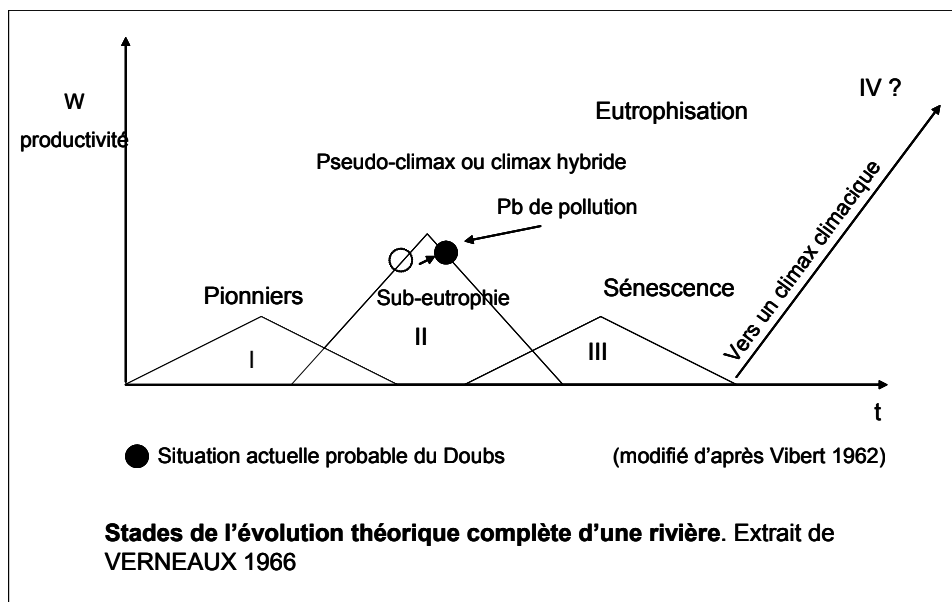 IV ?
W
productivité
Eutrophisation
Pseudo-climax ou climax hybride
Pb de pollution
Vers un climax climacique
Pionniers
Sub-eutrophie
Sénescence
I
II
III
t
Situation actuelle probable du Doubs
(modifié d'après Vibert 1962)
Stades de l'évolution théorique complète d'une rivière. Extrait de
VERNEAUX 1966